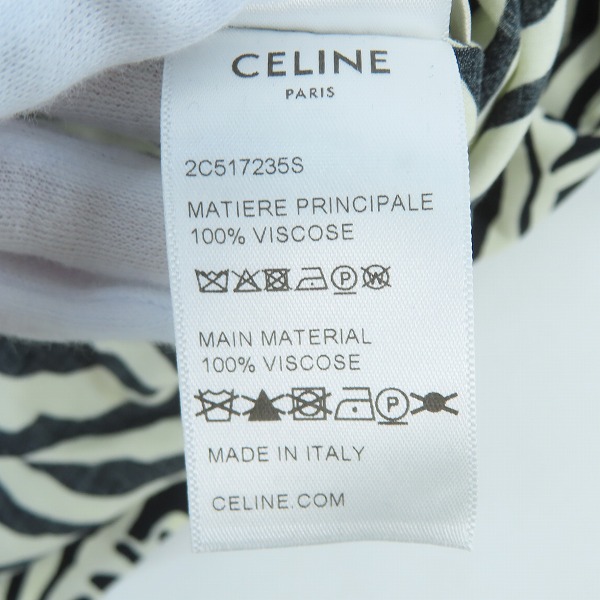 CELINE
PARIS
2C517235S
MATIERE PRINCIPALE
100% VISCOSE
MAIN MATERIAL
100% VISCOSE
MADE IN ITALY
CELINE.COM